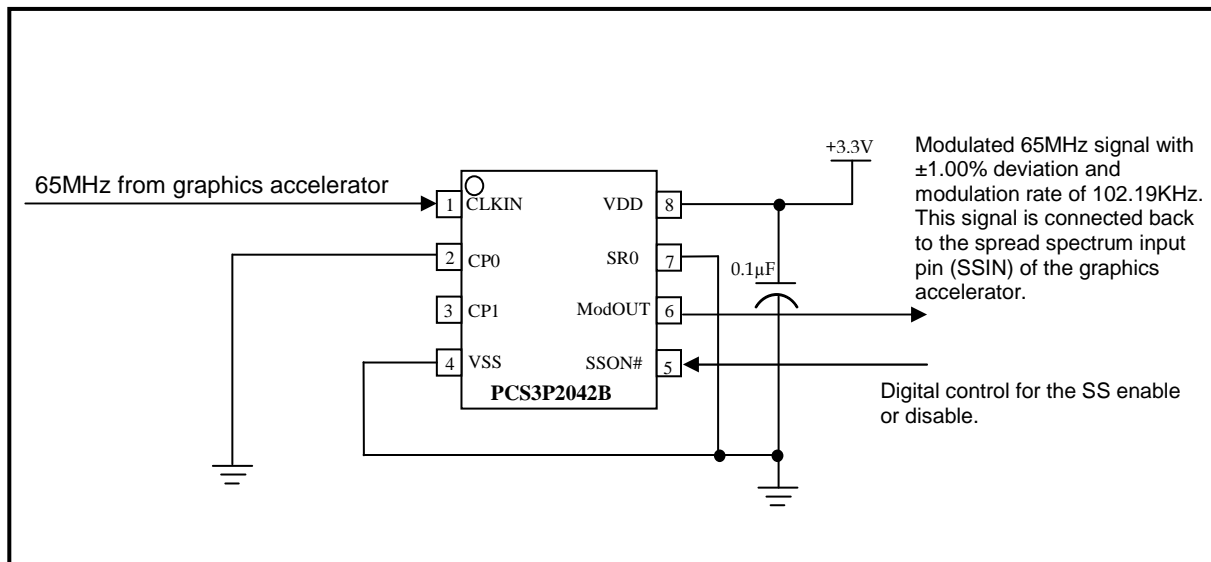 65MHz from graphics accelerator
+3.3V
Modulated 65MHz signal with
±1.00% deviation and
modulation rate of 102.19KHz.
This signal is connected back
to the spread spectrum input
pin (SSIN) of the graphics
accelerator.
1 CLKIN VDD 8
2 CP0 SR0 7
0.1µF
3 CP1 ModOUT 6
4 VSS SSON# 5
PCS3P2042B
Digital control for the SS enable
or disable.